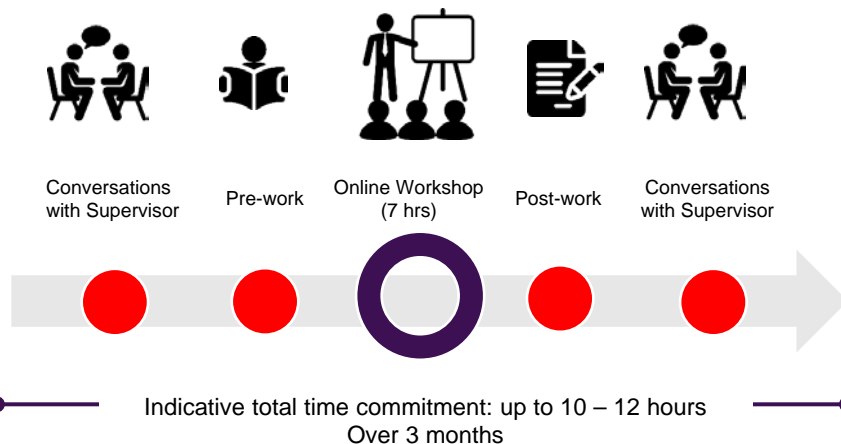 Conversations
with Supervisor
Pre-work
Online Workshop
(7 hrs)
Post-work
Conversations
with Supervisor
Indicative total time commitment: up to 10 – 12 hours
Over 3 months